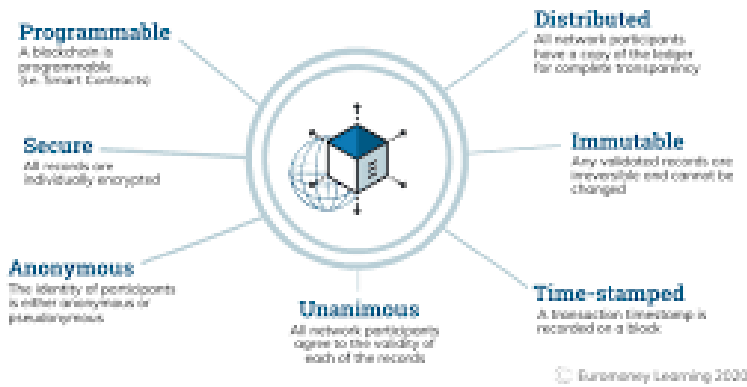 Programmable
A blockchain is
programmable
(i.e. Smart Contracts)
Secure
All records are
individually encrypted
Anonymous
The identity of participants
is either anonymous or
pseudonymous
Unanimous
All network participants
agree to the validity of
each of the records
Distributed
All network participants
have a copy of the ledger
for complete transparency
Immutable
Any validated records are
irreversible and cannot be
changed
Time-stamped
A transaction timestamp is
recorded on a block
© Euromoney Learning 2020